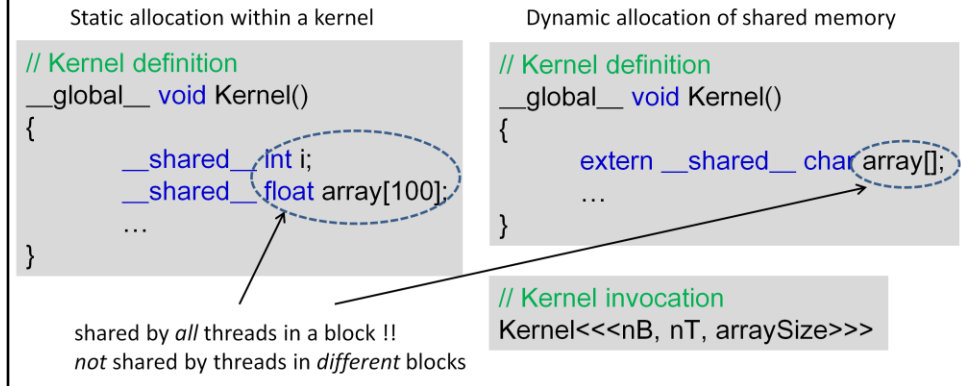 Static allocation within a kernel
// Kernel definition
__global__ void Kernel()
{
__shared__ int i;
__shared__ float array[100];
…
}
Dynamic allocation of shared memory
// Kernel definition
__global__ void Kernel()
{
extern __shared__ char array[];
…
}
// Kernel invocation
Kernel<<<nB, nT, arraySize>>>
shared by all threads in a block !!
not shared by threads in different blocks